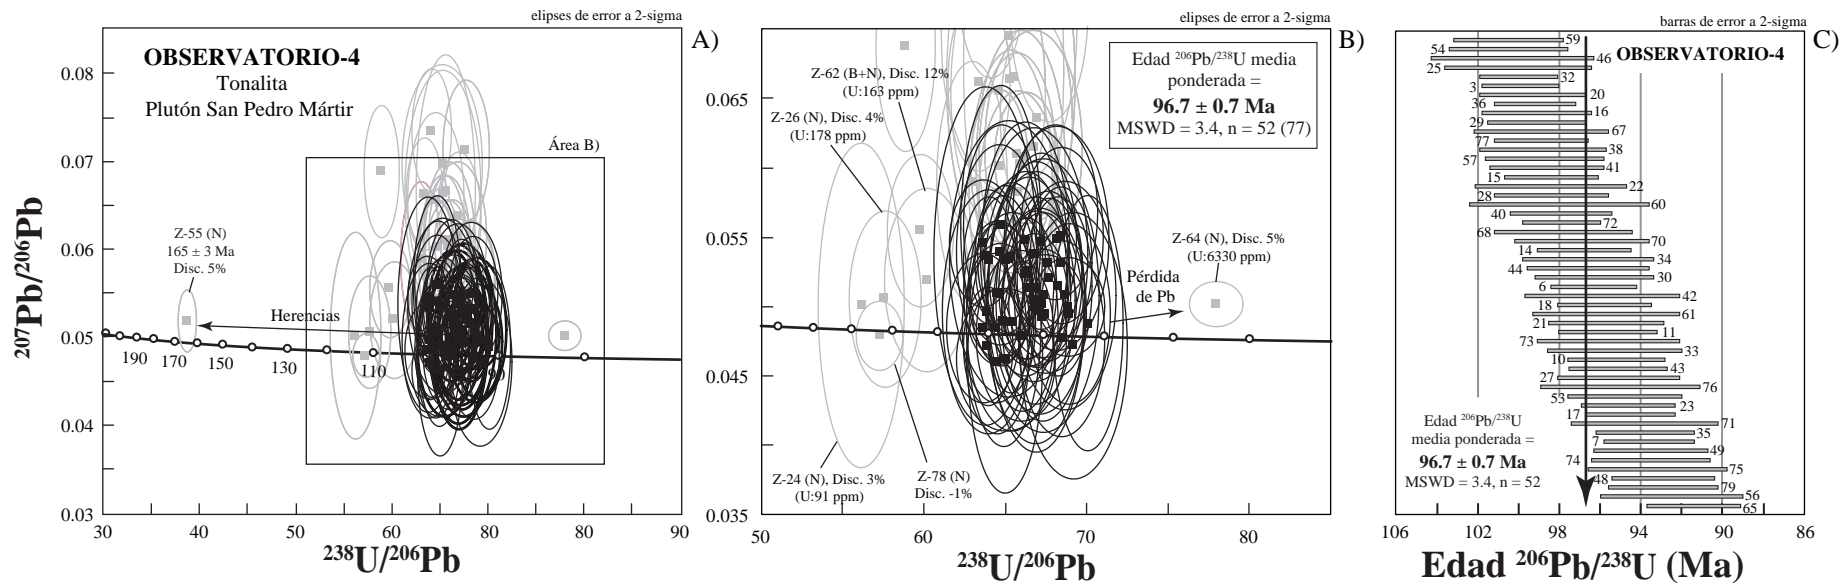 elipses de error a 2-sigma
A)
OBSERVATORIO-4
Tonalita
Plutón San Pedro Mártir
Área B)
Z-55 (N)
165 ± 3 Ma
Disc. 5%
Herencias
190
170
150
130
110
90
0.08
0.07
0.06
0.05
0.04
0.03
30
40
50
60
70
80
90
207Pb/206Pb
238U/206Pb
elipses de error a 2-sigma
B)
Z-62 (B+N), Disc. 12%
(U:163 ppm)
Z-26 (N), Disc. 4%
(U:178 ppm)
Edad 206Pb/238U media
ponderada =
96.7 ± 0.7 Ma
MSWD = 3.4, n = 52 (77)
Z-64 (N), Disc. 5%
(U:6330 ppm)
Pérdida
de Pb
Z-24 (N), Disc. 3%
(U:91 ppm)
Z-78 (N)
Disc. -1%
0.065
0.055
0.045
0.035
50
60
70
80
238U/206Pb
barras de error a 2-sigma
C)
OBSERVATORIO-4
59
54
46
25
32
3
20
36
16
29
67
77
38
57
41
15
22
28
60
40
72
68
70
14
34
44
30
6
42
18
61
21
11
73
33
10
43
27
76
53
23
17
71
35
7
49
74
75
48
79
56
65
Edad 206Pb/238U
media ponderada =
96.7 ± 0.7 Ma
MSWD = 3.4, n = 52
106
102
98
94
90
86
Edad 206Pb/238U (Ma)